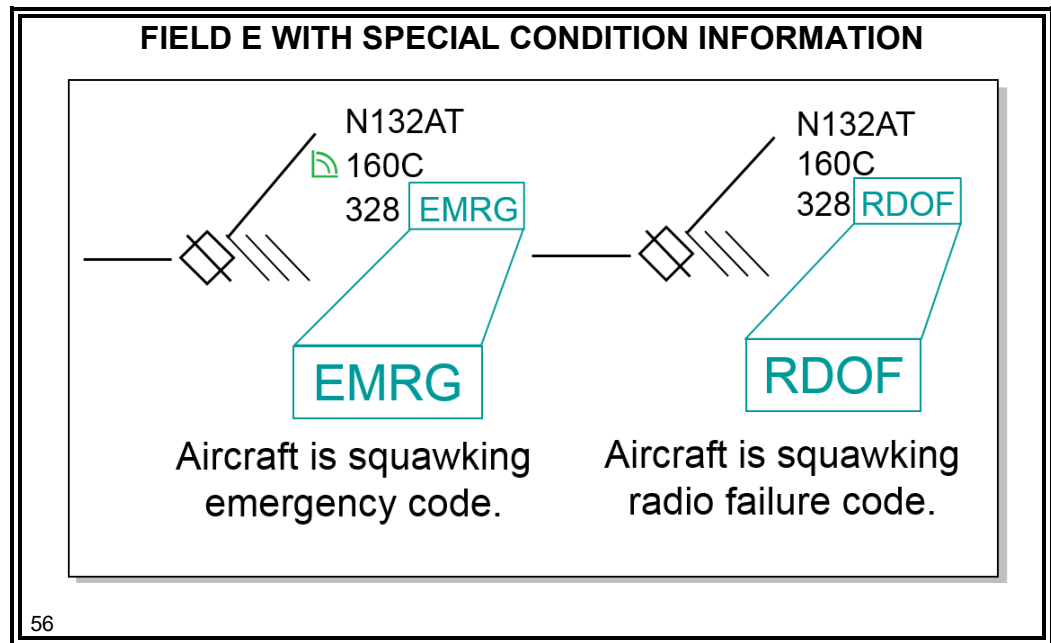 FIELD E WITH SPECIAL CONDITION INFORMATION
N132AT
160C
328 EMRG
EMRG
Aircraft is squawking
emergency code.
N132AT
160C
328 RDOF
RDOF
Aircraft is squawking
radio failure code.
56